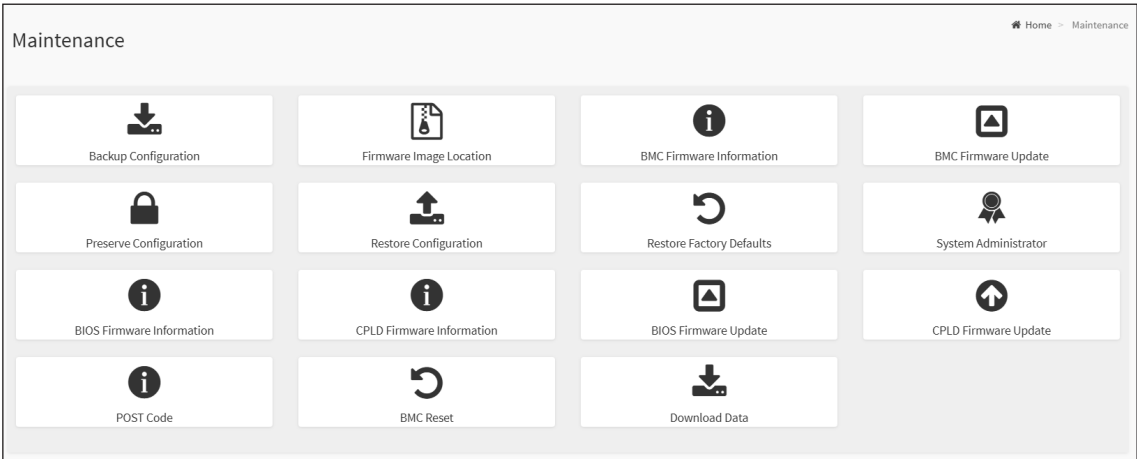 Maintenance
Home > Maintenance
Backup Configuration
Firmware Image Location
BMC Firmware Information
BMC Firmware Update
Preserve Configuration
Restore Configuration
Restore Factory Defaults
System Administrator
BIOS Firmware Information
CPLD Firmware Information
BIOS Firmware Update
CPLD Firmware Update
POST Code
BMC Reset
Download Data